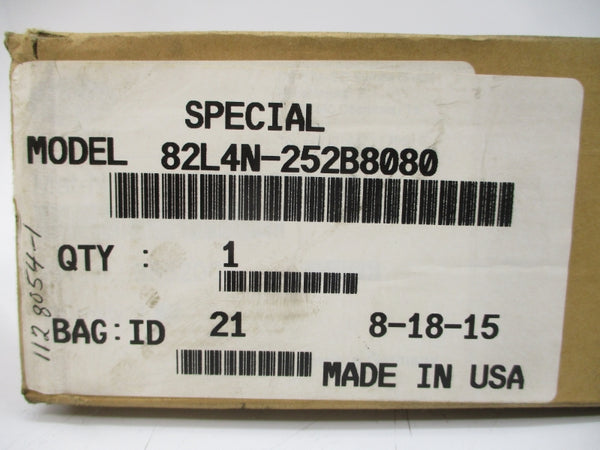 SPECIAL
MODEL 82L4N-252B8080
QTY : 1
BAG:ID 21 8-18-15
MADE IN USA
1128054-1